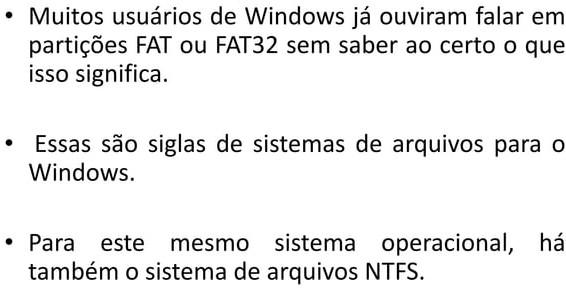 • Muitos usuários de Windows já ouviram falar em
partições FAT ou FAT32 sem saber ao certo o que
isso significa.
• Essas são siglas de sistemas de arquivos para o
Windows.
• Para este mesmo sistema operacional, há
também o sistema de arquivos NTFS.